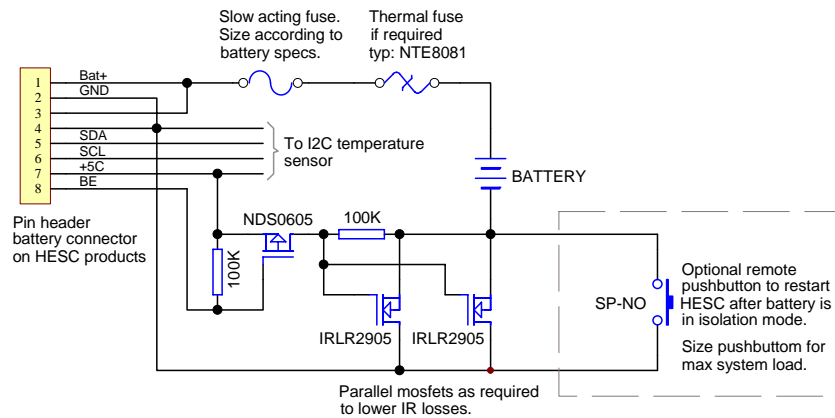 Slow acting fuse.
Size according to
battery specs.
Thermal fuse
if required
typ: NTE8081
1 Bat+
2 GND
3
4
5 SDA
6 SCL
7 +5C
8 BE
To I2C temperature
sensor
BATTERY
Pin header
battery connector
on HESC products
NDS0605
100K
100K
IRLR2905
IRLR2905
SP-NO
Optional remote
pushbutton to restart
HESC after battery is
in isolation mode.
Size pushbuttom for
max system load.
Parallel mosfets as required
to lower IR losses.